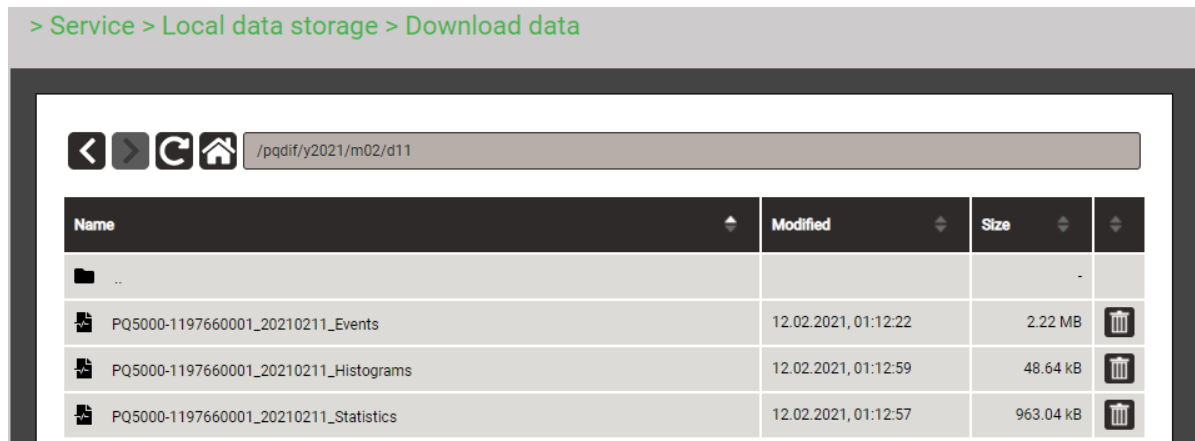 > Service > Local data storage > Download data
/pqdif/y2021/m02/d11
Name Modified Size
.. -
PQ5000-1197660001_20210211_Events 12.02.2021, 01:12:22 2.22 MB
PQ5000-1197660001_20210211_Histograms 12.02.2021, 01:12:59 48.64 kB
PQ5000-1197660001_20210211_Statistics 12.02.2021, 01:12:57 963.04 kB